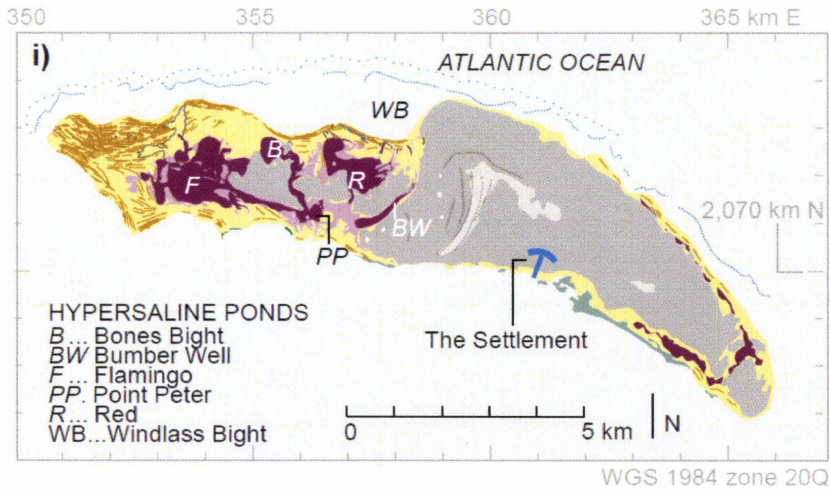 350 355 360 365 km E
i)
ATLANTIC OCEAN
WB
B
F
R
2,070 km N
BW
PP
The Settlement
HYPERSALINE PONDS
B... Bones Bight
BW Bumber Well
F ... Flamingo
PP. Point Peter
R... Red
WB...Windlass Bight
0 5 km N
WGS 1984 zone 20Q